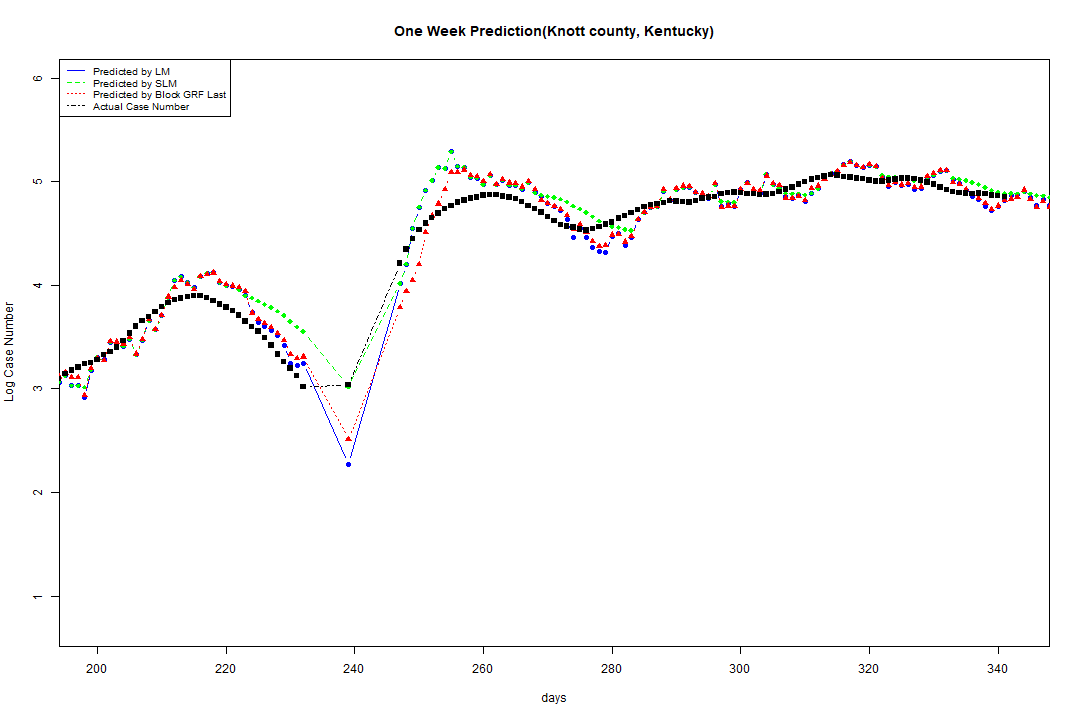 One Week Prediction(Knott county, Kentucky)
Predicted by LM
Predicted by SLM
Predicted by Block GRF Last
Actual Case Number
6
5
4
3
2
1
Log Case Number
200 220 240 260 280 300 320 340
days